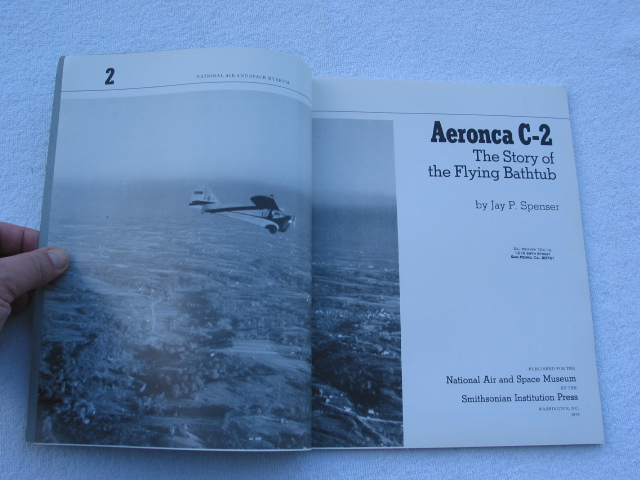 2
NATIONAL AIR AND SPACE MUSEUM
Aeronca C-2
The Story of
the Flying Bathtub
by Jay P. Spenser
PUBLISHED FOR THE
National Air and Space Museum
BY THE
Smithsonian Institution Press
WASHINGTON, D.C.